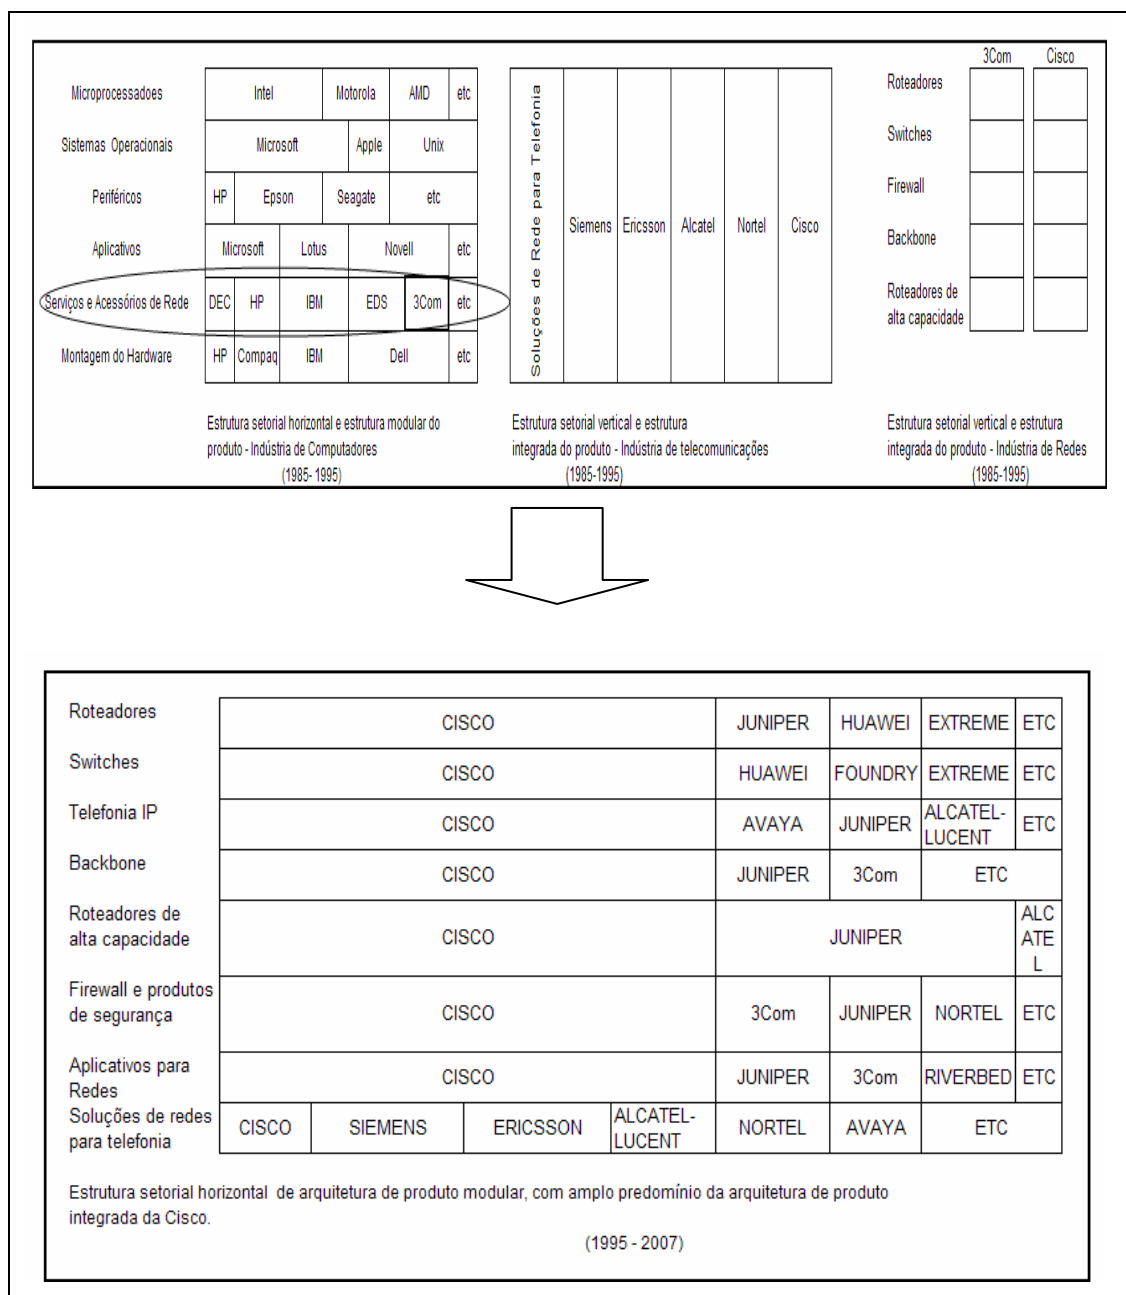 3Com Cisco
Microprocessadoes Intel Motorola AMD etc
Sistemas Operacionais Microsoft Apple Unix
Periféricos HP Epson Seagate etc
Aplicativos Microsoft Lotus Novell etc
Serviços e Acessórios de Rede DEC HP IBM EDS 3Com etc
Montagem do Hardware HP Compaq IBM Dell etc
Estrutura setorial horizontal e estrutura modular do
produto - Indústria de Computadores
(1985- 1995)
Soluções de Rede para Telefonia
Siemens Ericsson Alcatel Nortel Cisco
Estrutura setorial vertical e estrutura
integrada do produto - Indústria de telecomunicações
(1985-1995)
Roteadores
Switches
Firewall
Backbone
Roteadores de
alta capacidade
Estrutura setorial vertical e estrutura
integrada do produto - Indústria de Redes
(1985-1995)
Roteadores CISCO JUNIPER HUAWEI EXTREME ETC
Switches CISCO HUAWEI FOUNDRY EXTREME ETC
Telefonia IP CISCO AVAYA JUNIPER ALCATEL-
LUCENT ETC
Backbone CISCO JUNIPER 3Com ETC
Roteadores de
alta capacidade CISCO JUNIPER ALC
ATE
L
Firewall e produtos
de segurança CISCO 3Com JUNIPER NORTEL ETC
Aplicativos para
Redes CISCO JUNIPER 3Com RIVERBED ETC
Soluções de redes
para telefonia CISCO SIEMENS ERICSSON ALCATEL-
LUCENT NORTEL AVAYA ETC
Estrutura setorial horizontal de arquitetura de produto modular, com amplo predomínio da arquitetura de produto
integrada da Cisco.
(1995 - 2007)